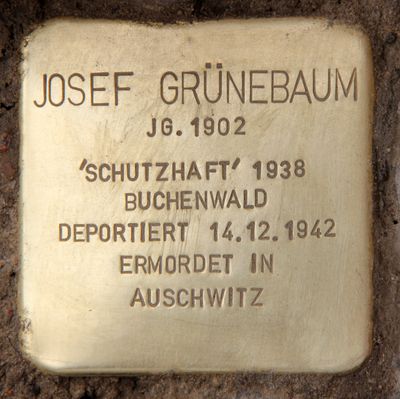 JOSEF GRÜNEBAUM
JG. 1902
'SCHUTZHAFT' 1938
BUCHENWALD
DEPORTIERT 14.12.1942
ERMORDET IN
AUSCHWITZ